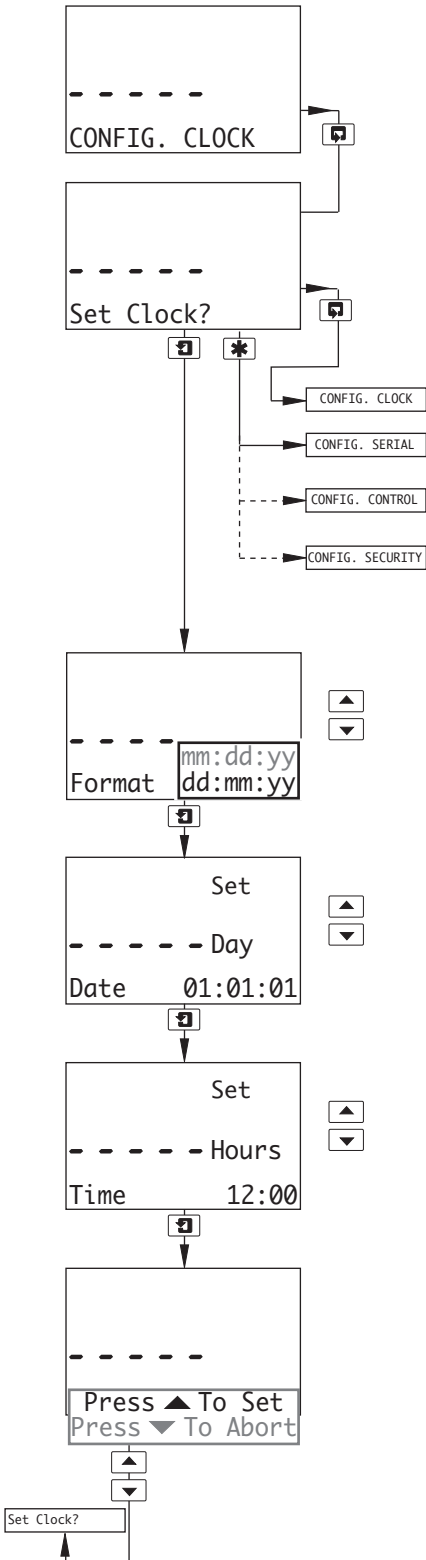 CONFIG. CLOCK
Set Clock?
CONFIG. CLOCK
CONFIG. SERIAL
CONFIG. CONTROL
CONFIG. SECURITY
mm:dd:yy
Format dd:mm:yy
Set
Day
Date 01:01:01
Set
Hours
Time 12:00
Press ▲ To Set
Press ▼ To Abort
Set Clock?